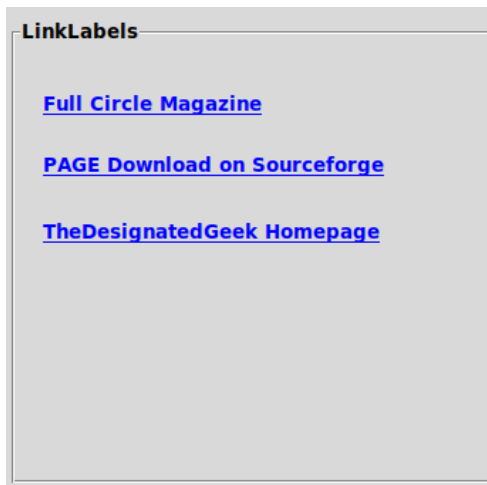 LinkLabels
Full Circle Magazine
PAGE Download on Sourceforge
TheDesignatedGeek Homepage